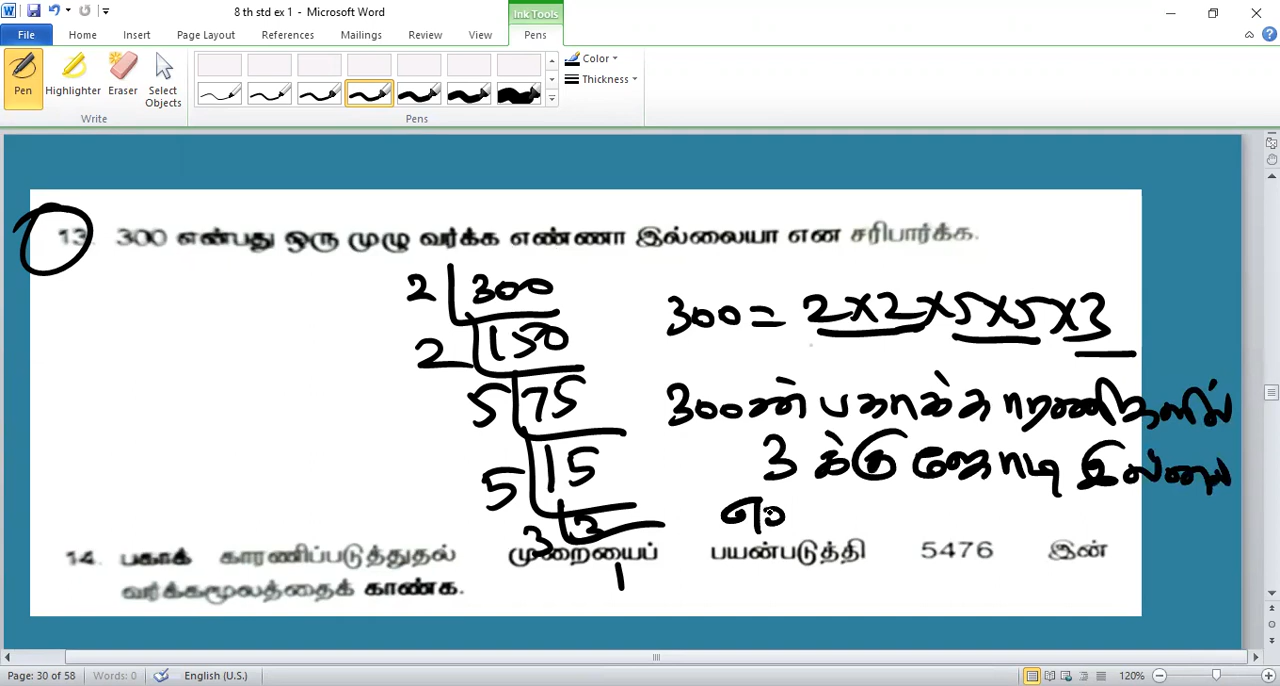 8 th std ex 1 - Microsoft Word
Ink Tools
File
Home
Insert
Page Layout
References
Mailings
Review
View
Pens
Pen
Highlighter
Eraser
Select
Objects
Color
Thickness
Write
Pens
13. 300 என்பது ஒரு முழு வர்க்க எண்ணா இல்லையா என சரிபார்க்க.
2 300
2 150
5 75
5 15
3 3
1
300 = 2×2×5×5×3
300ன் பகாக்காரணிகளில்
3 க்கு ஜோடி இல்லை
எ
14. பகாக் காரணிப்படுத்துதல் முறையைப் பயன்படுத்தி 5476 இன்
வர்க்கமூலத்தைக் காண்க.
Page: 30 of 58
Words: 0
English (U.S.)
120%